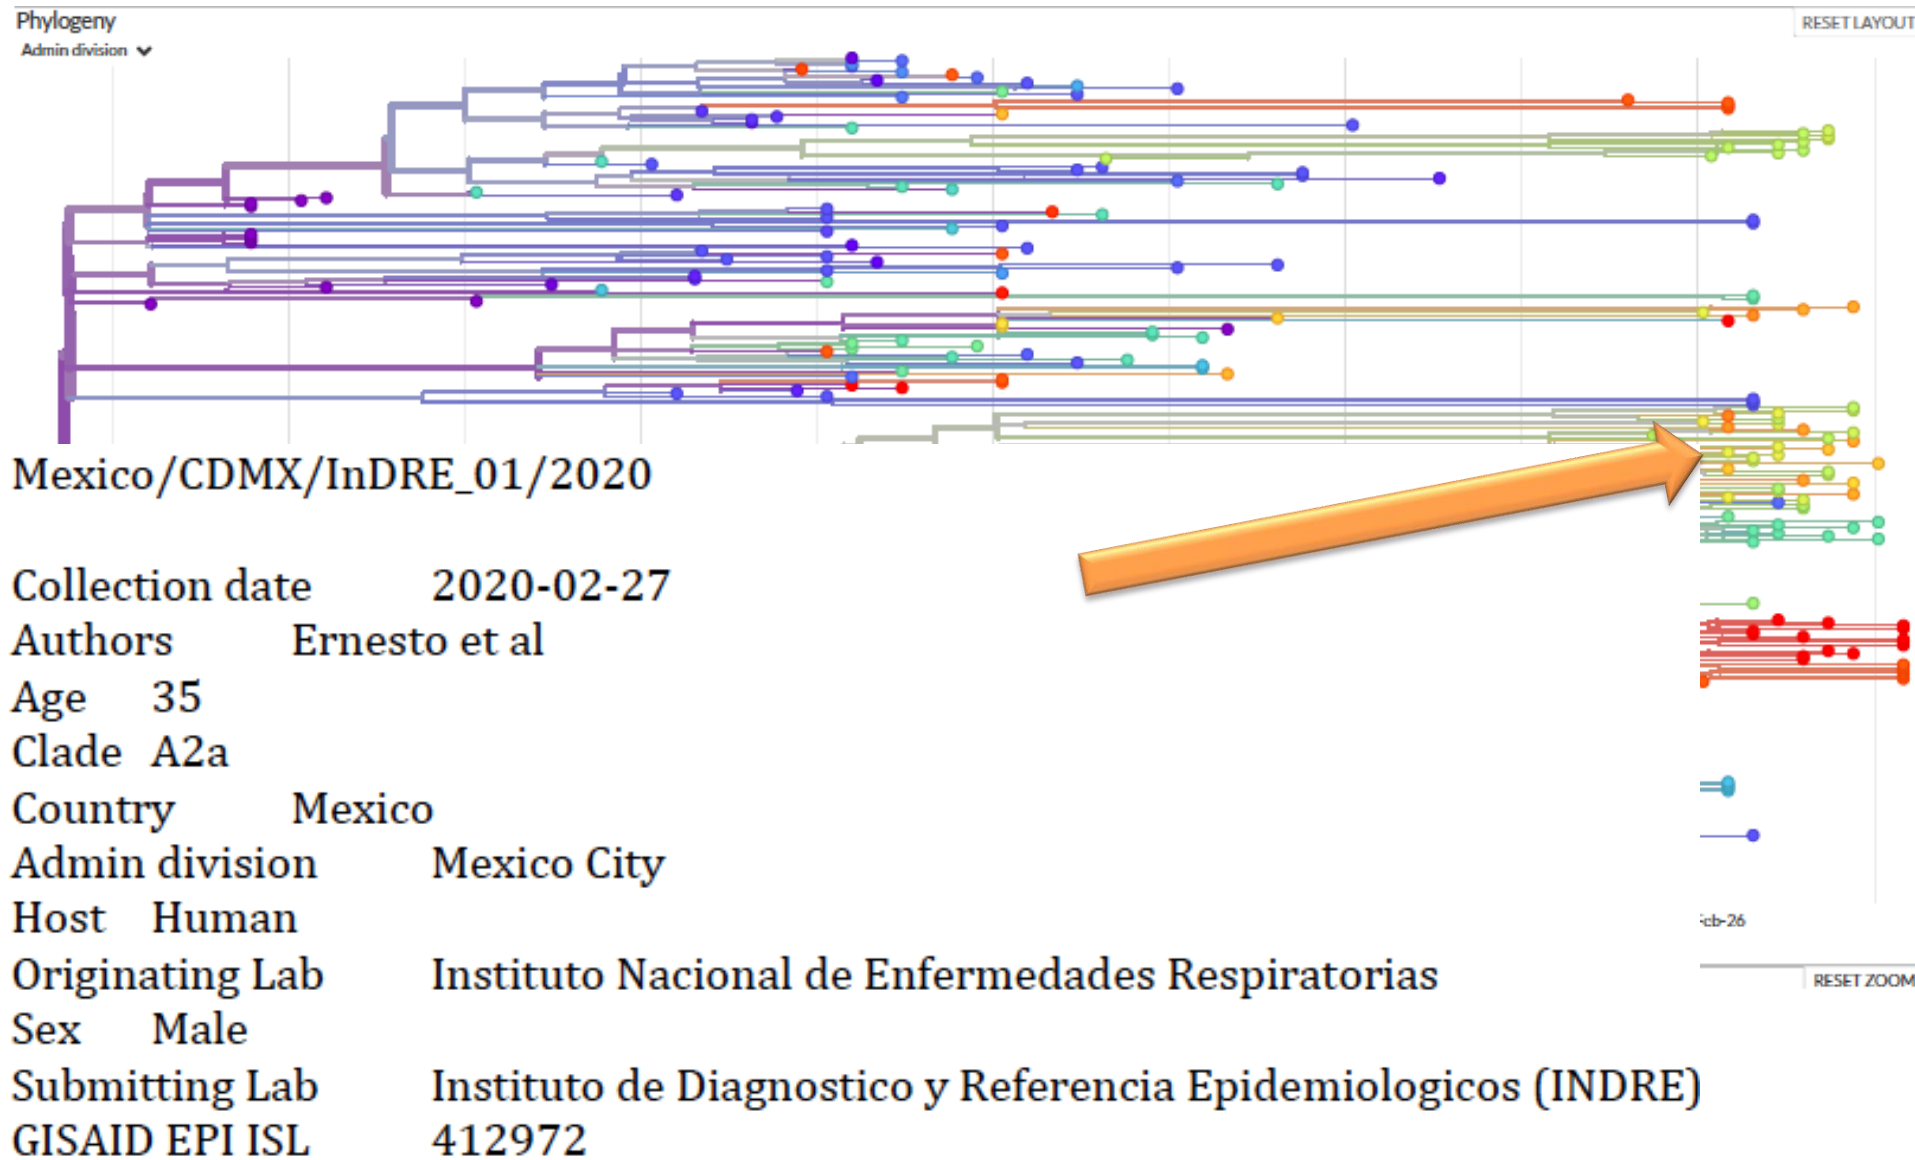 Phylogeny
RESET LAYOUT
Admin division
Mexico/CDMX/InDRE_01/2020
Collection date 2020-02-27
Authors Ernesto et al
Age 35
Clade A2a
Country Mexico
Admin division Mexico City
Host Human
-26
Originating Lab Instituto Nacional de Enfermedades Respiratorias
RESET ZOOM
Sex Male
Submitting Lab Instituto de Diagnostico y Referencia Epidemiologicos (INDRE)
GISAID EPI ISL 412972